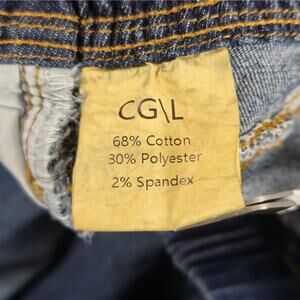 CG\L
68% Cotton
30% Polyester
2% Spandex